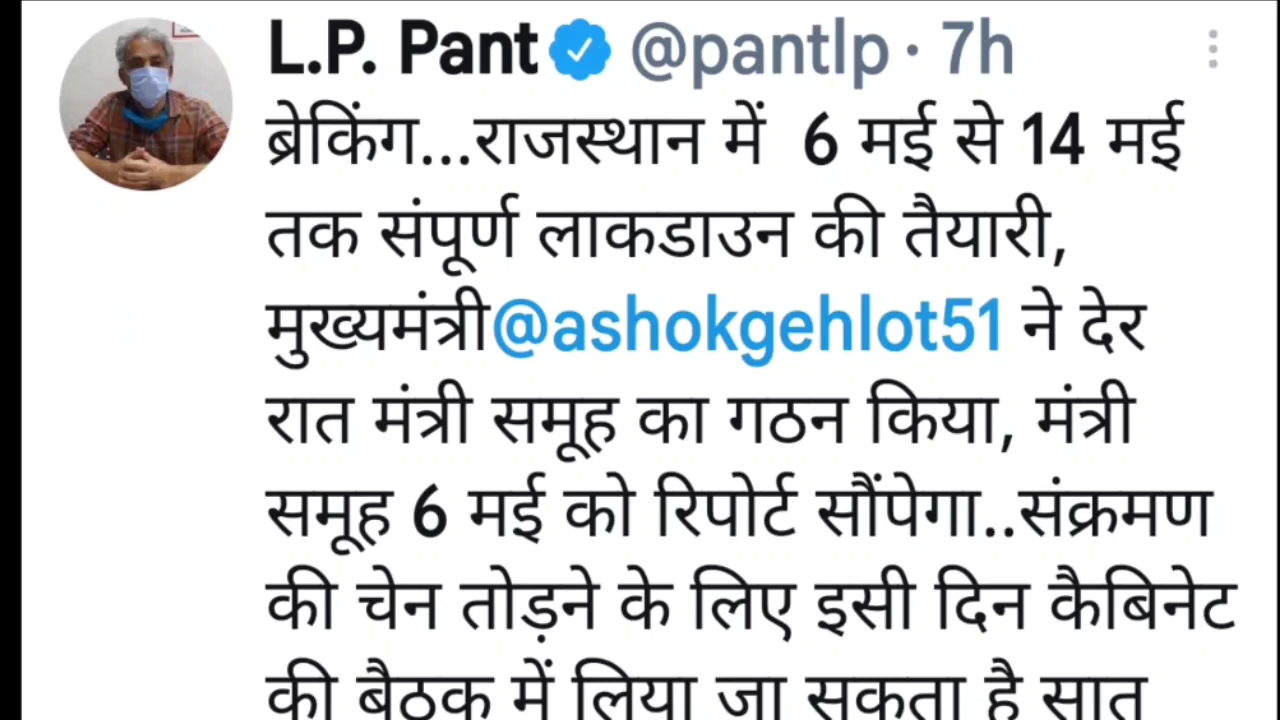 L.P. Pant @pantlp · 7h
ब्रेकिंग...राजस्थान में 6 मई से 14 मई
तक संपूर्ण लाकडाउन की तैयारी,
मुख्यमंत्री@ashokgehlot51 ने देर
रात मंत्री समूह का गठन किया, मंत्री
समूह 6 मई को रिपोर्ट सौंपेगा..संक्रमण
की चेन तोड़ने के लिए इसी दिन कैबिनेट
की बैठक में लिया जा सकता है सात